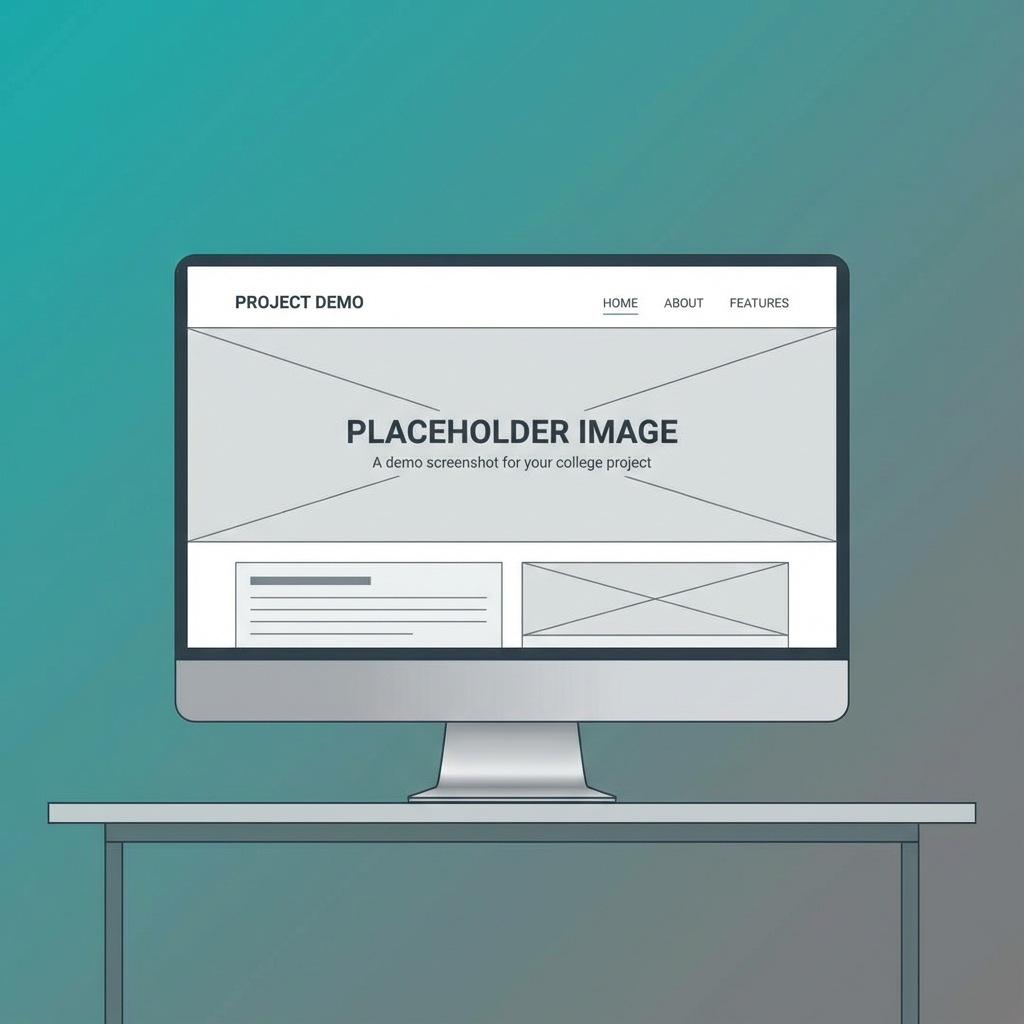 PROJECT DEMO
HOME ABOUT FEATURES
PLACEHOLDER IMAGE
A demo screenshot for your college project